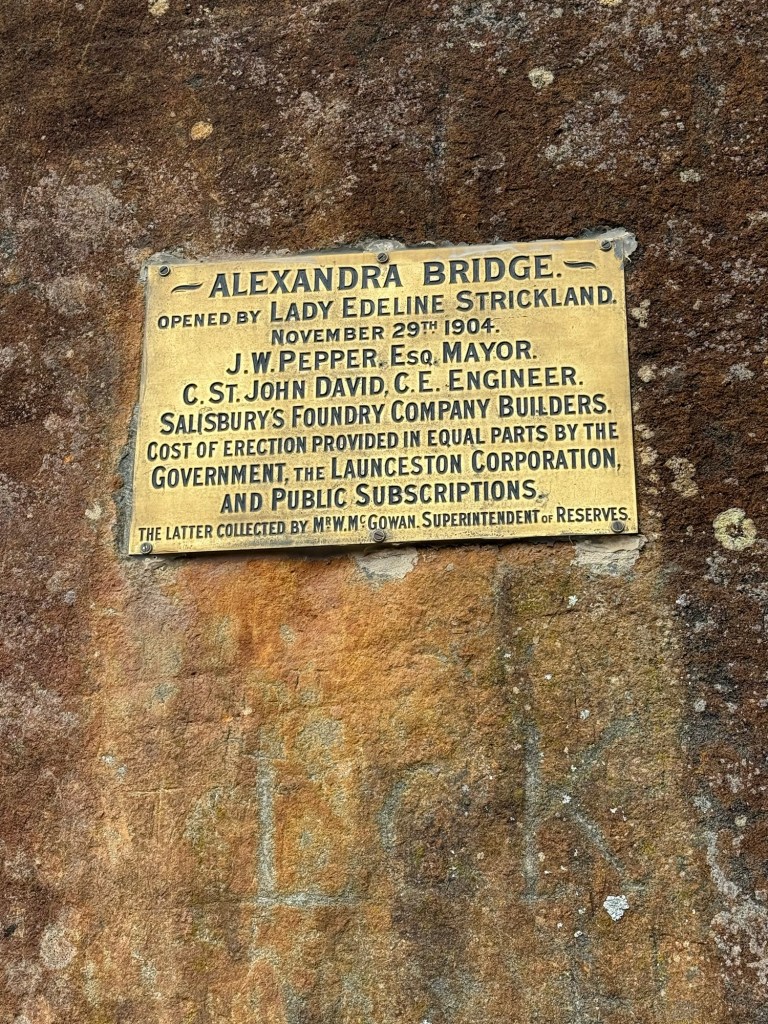 ALEXANDRA BRIDGE.
OPENED BY LADY EDELINE STRICKLAND.
NOVEMBER 29TH 1904.
J.W. PEPPER, ESQ. MAYOR.
C. ST. JOHN DAVID, C.E. ENGINEER.
SALISBURY'S FOUNDRY COMPANY BUILDERS.
COST OF ERECTION PROVIDED IN EQUAL PARTS BY THE
GOVERNMENT, THE LAUNCESTON CORPORATION,
AND PUBLIC SUBSCRIPTIONS.
THE LATTER COLLECTED BY MR W. MCGOWAN. SUPERINTENDENT OF RESERVES.